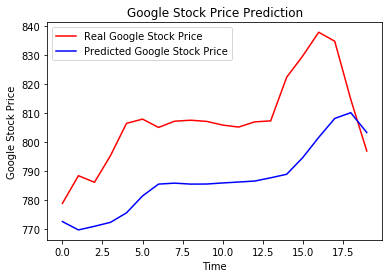 Google Stock Price Prediction
Real Google Stock Price
Predicted Google Stock Price
Google Stock Price
840
830
820
810
800
790
780
770
0.0 2.5 5.0 7.5 10.0 12.5 15.0 17.5
Time